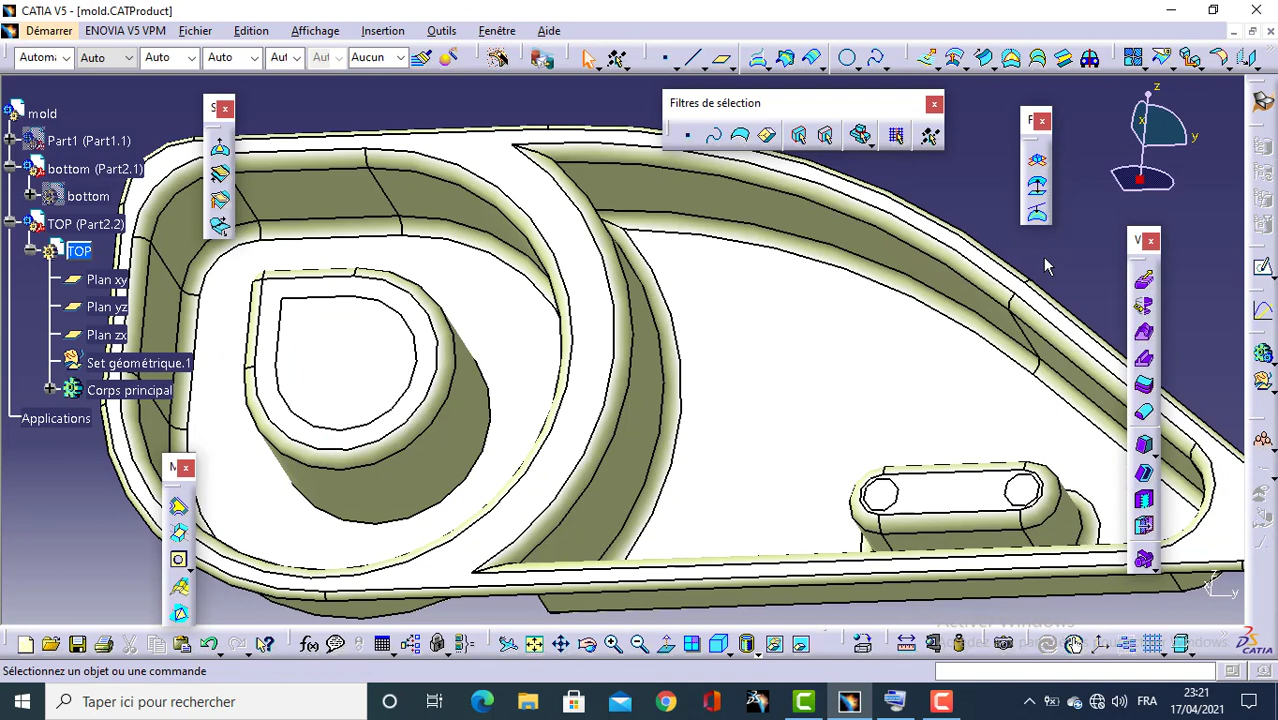 CATIA V5 - [mold.CATProduct]
Démarrer ENOVIA V5 VPM Fichier Edition Affichage Insertion Outils Fenêtre Aide
Automa Auto Auto Auto Aut Aut Aucun
S
Filtres de sélection
F
mold
Part1 (Part1.1)
bottom (Part2.1)
bottom
TOP (Part2.2)
TOP
Plan xy
Plan yz
Plan zx
Set géométrique.1
Corps principal
Applications
V
M
z
x
y
z
y
Activer Windows
f(x)
CATIA
Sélectionnez un objet ou une commande
Taper ici pour rechercher
FRA
23:21
17/04/2021